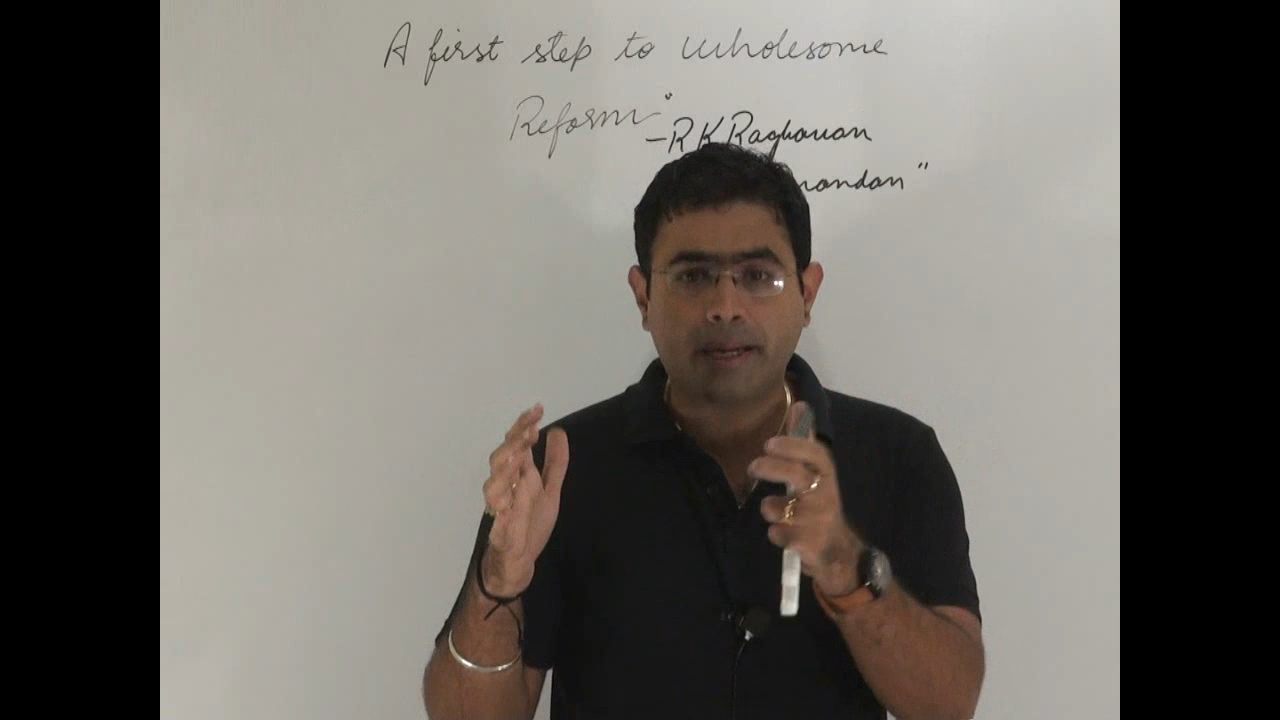 A first step to wholesome
Reform"
-R K Raghavan
nandan"